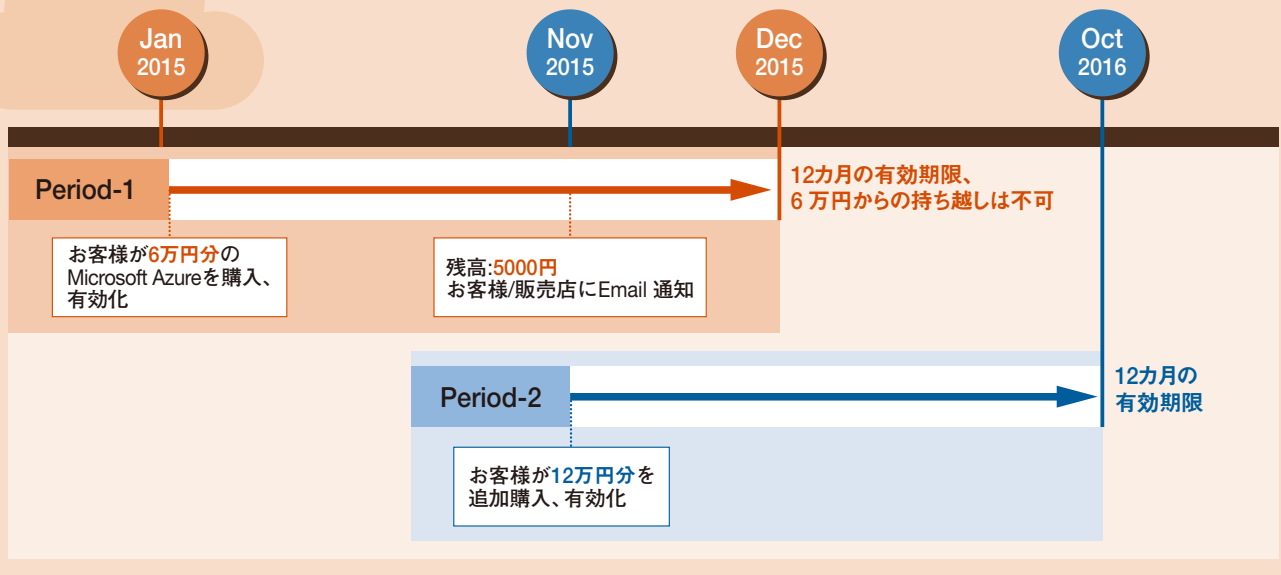 Jan
2015
Nov
2015
Dec
2015
Oct
2016
Period-1
12カ月の有効期限、
6 万円からの持ち越しは不可
お客様が6万円分の
Microsoft Azureを購入、
有効化
残高:5000円
お客様/販売店にEmail 通知
Period-2
12カ月の
有効期限
お客様が12万円分を
追加購入、有効化